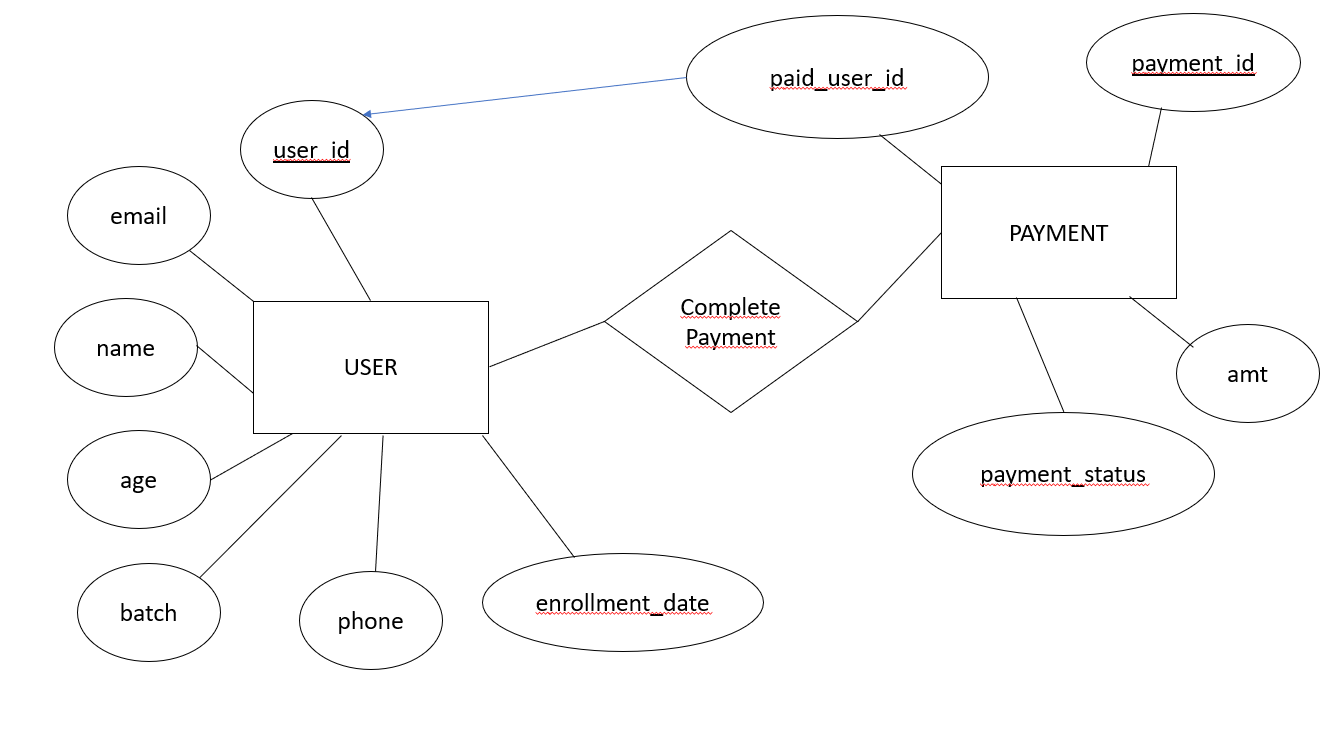 paid_user_id
payment_id
user_id
email
PAYMENT
Complete
Payment
name
USER
amt
age
payment_status
batch
phone
enrollment_date